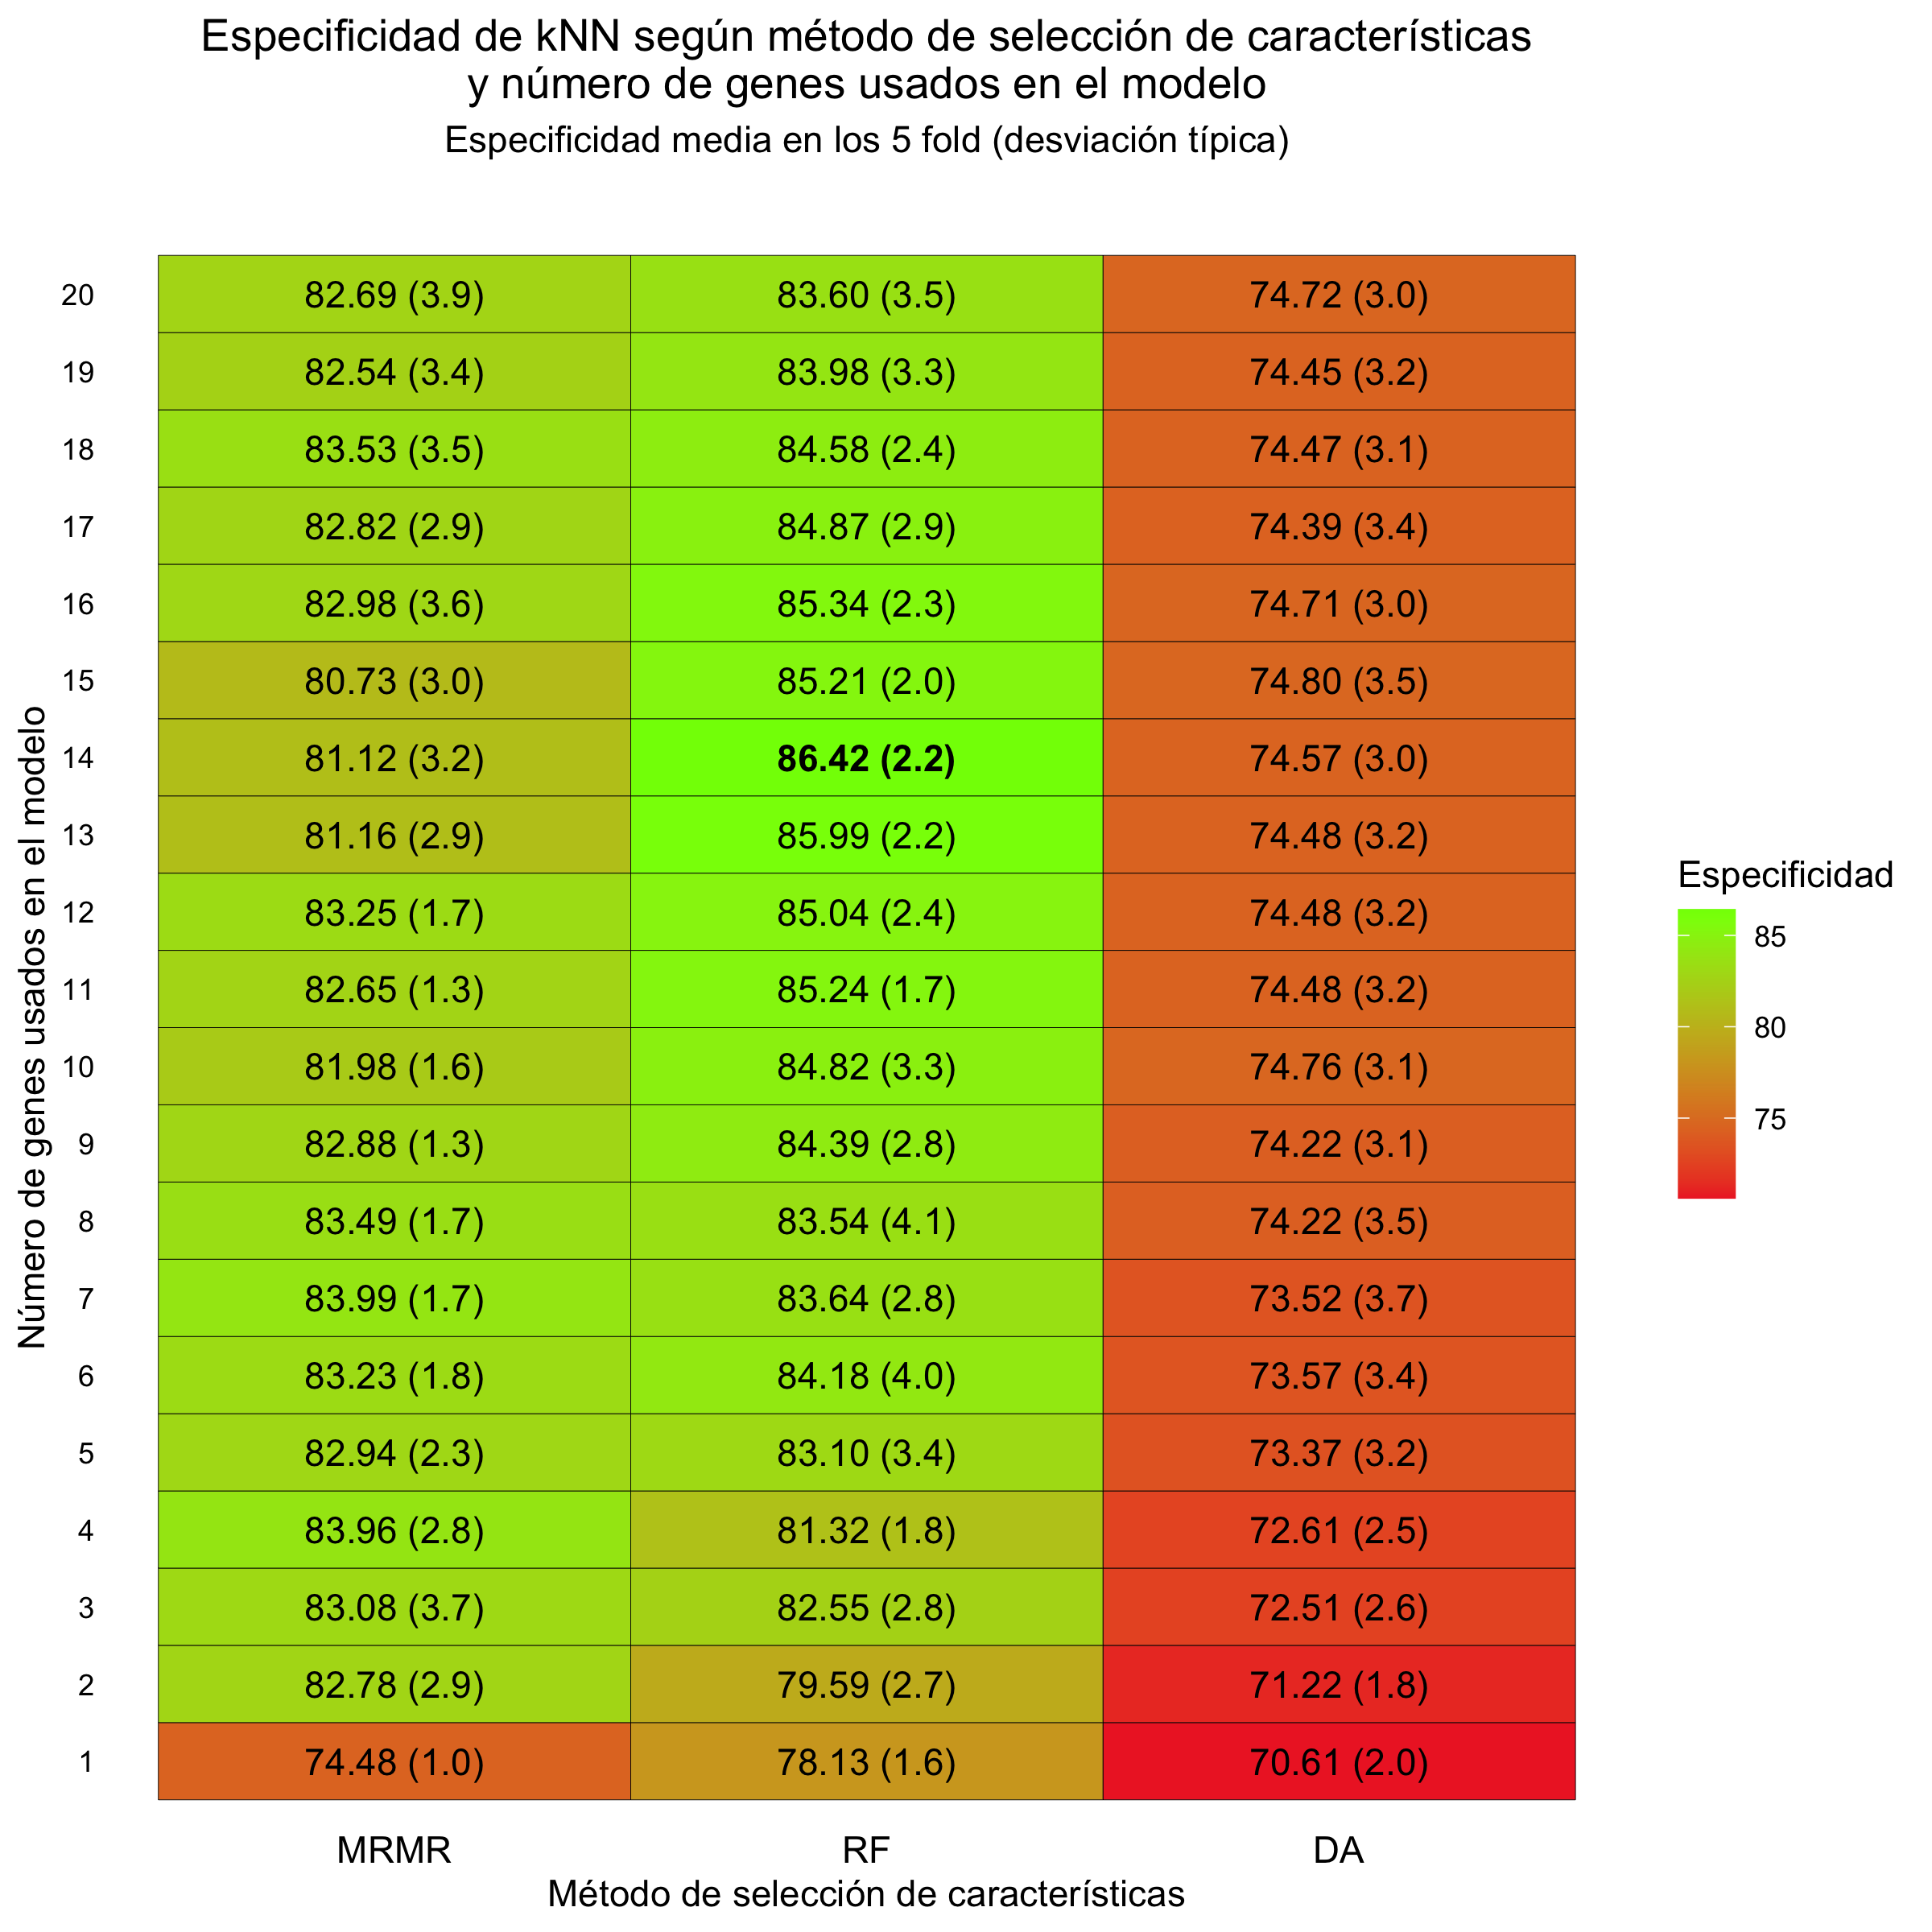 Especificidad de kNN según método de selección de características
y número de genes usados en el modelo
Especificidad media en los 5 fold (desviación típica)
Número de genes usados en el modelo
20 82.69 (3.9) 83.60 (3.5) 74.72 (3.0)
19 82.54 (3.4) 83.98 (3.3) 74.45 (3.2)
18 83.53 (3.5) 84.58 (2.4) 74.47 (3.1)
17 82.82 (2.9) 84.87 (2.9) 74.39 (3.4)
16 82.98 (3.6) 85.34 (2.3) 74.71 (3.0)
15 80.73 (3.0) 85.21 (2.0) 74.80 (3.5)
14 81.12 (3.2) 86.42 (2.2) 74.57 (3.0)
13 81.16 (2.9) 85.99 (2.2) 74.48 (3.2)
12 83.25 (1.7) 85.04 (2.4) 74.48 (3.2)
11 82.65 (1.3) 85.24 (1.7) 74.48 (3.2)
10 81.98 (1.6) 84.82 (3.3) 74.76 (3.1)
9 82.88 (1.3) 84.39 (2.8) 74.22 (3.1)
8 83.49 (1.7) 83.54 (4.1) 74.22 (3.5)
7 83.99 (1.7) 83.64 (2.8) 73.52 (3.7)
6 83.23 (1.8) 84.18 (4.0) 73.57 (3.4)
5 82.94 (2.3) 83.10 (3.4) 73.37 (3.2)
4 83.96 (2.8) 81.32 (1.8) 72.61 (2.5)
3 83.08 (3.7) 82.55 (2.8) 72.51 (2.6)
2 82.78 (2.9) 79.59 (2.7) 71.22 (1.8)
1 74.48 (1.0) 78.13 (1.6) 70.61 (2.0)
MRMR RF DA
Método de selección de características
Especificidad
85
80
75